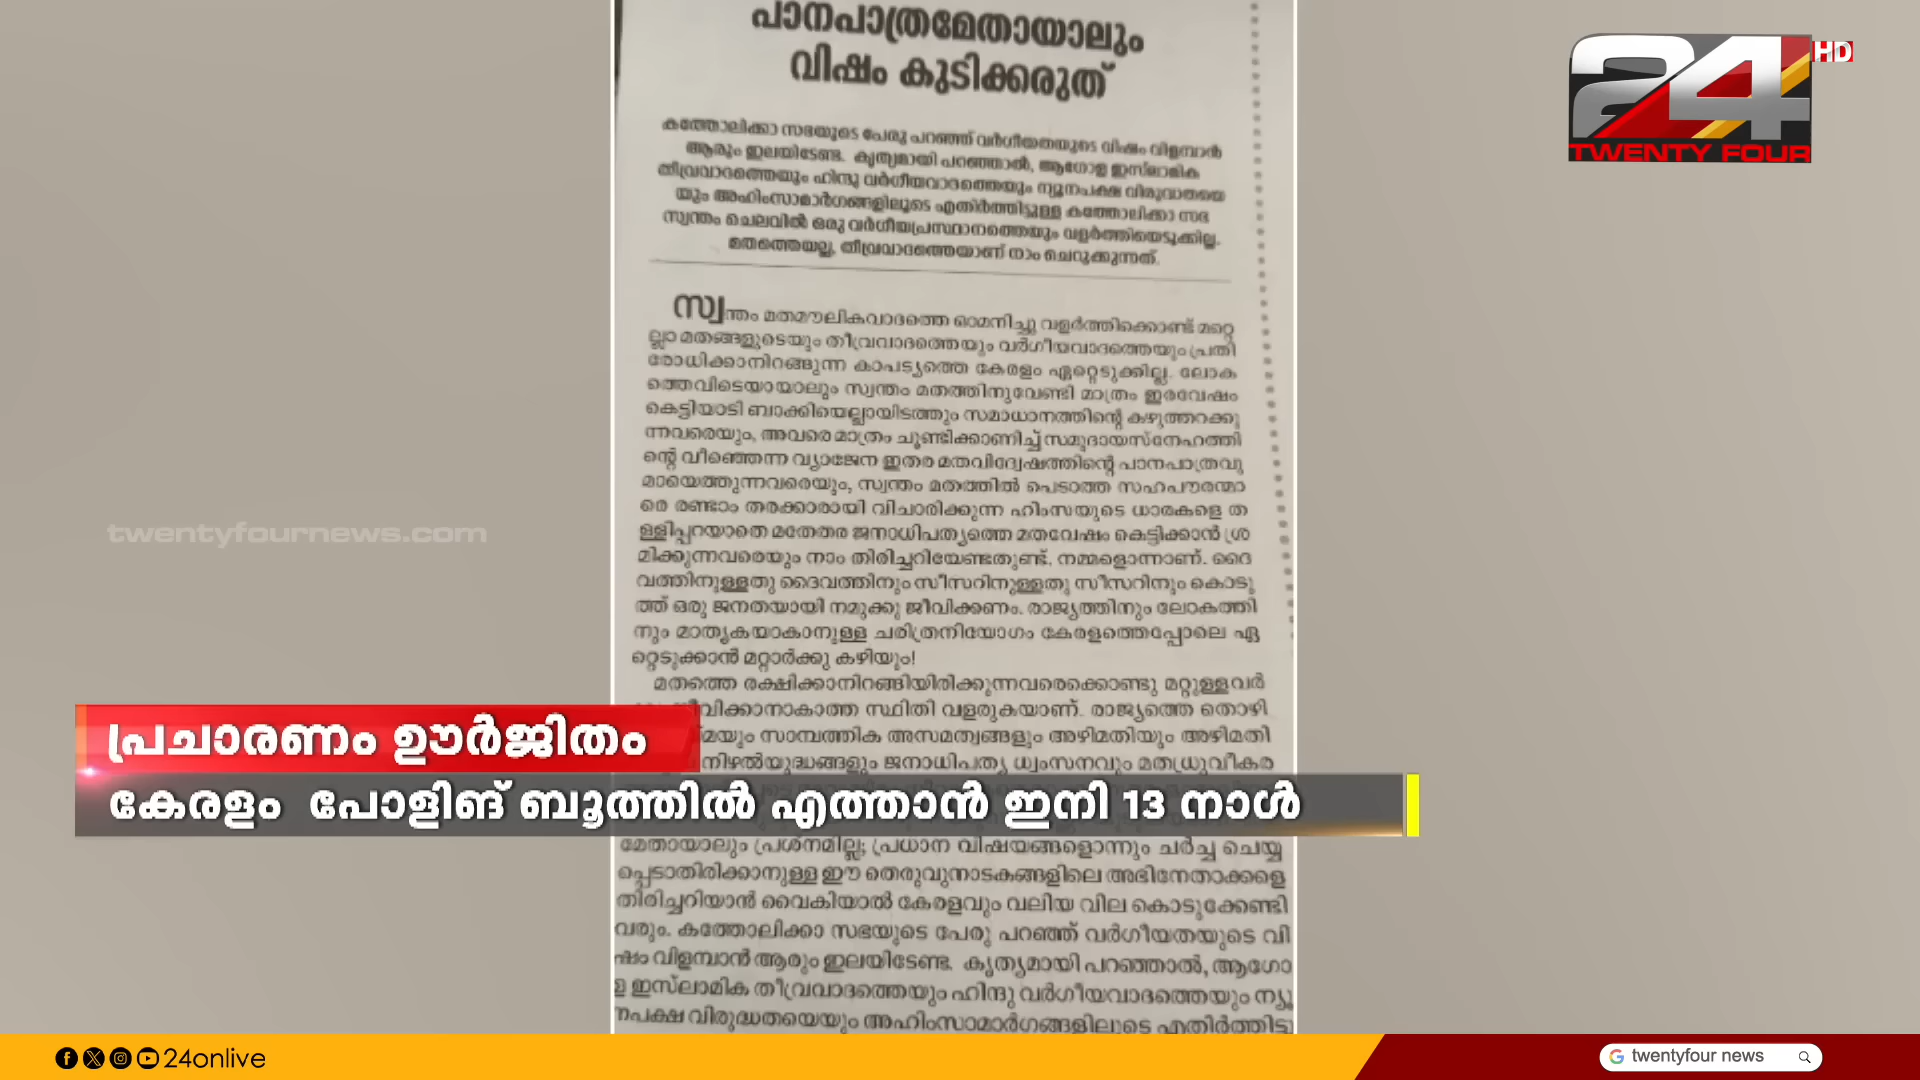 പാനപാത്രമേതായാലും
വിഷം കുടിക്കരുത്
കത്തോലിക്കാ സഭയുടെ പേരു പറഞ്ഞ് വർഗീയതയുടെ വിഷം വിളമ്പാൻ
ആരും ഇലയിടേണ്ട. കൃത്യമായി പറഞ്ഞാൽ, ആഗോള ഇസ്‌ലാമിക
തീവ്രവാദത്തെയും ഹിന്ദു വർഗീയവാദത്തെയും ന്യൂനപക്ഷ വിരുദ്ധതയെ
യും അഹിംസാമാർഗങ്ങളിലൂടെ എതിർത്തിട്ടുള്ള കത്തോലിക്കാ സഭ
സ്വന്തം ചെലവിൽ ഒരു വർഗീയപ്രസ്ഥാനത്തെയും വളർത്തിയെടുക്കില്ല.
മതത്തെയല്ല, തീവ്രവാദത്തെയാണ് നാം ചെറുക്കുന്നത്.
സ്വന്തം മതമൗലികവാദത്തെ ഓമനിച്ചു വളർത്തിക്കൊണ്ട് മറ്റെ
ല്ലാ മതങ്ങളുടെയും തീവ്രവാദത്തെയും വർഗീയവാദത്തെയും പ്രതി
രോധിക്കാനിറങ്ങുന്ന കാപട്യത്തെ കേരളം ഏറ്റെടുക്കില്ല. ലോക
ത്തെവിടെയായാലും സ്വന്തം മതത്തിനുവേണ്ടി മാത്രം ഇരവേഷം
കെട്ടിയാടി ബാക്കിയെല്ലായിടത്തും സമാധാനത്തിന്റെ കഴുത്തറക്കു
ന്നവരെയും, അവരെ മാത്രം ചൂണ്ടിക്കാണിച്ച് സമുദായസ്നേഹത്തി
ന്റെ വീഞ്ഞെന്ന വ്യാജേന ഇതര മതവിദ്വേഷത്തിന്റെ പാനപാത്രവു
മായെത്തുന്നവരെയും, സ്വന്തം മതത്തിൽ പെടാത്ത സഹപൗരന്മാ
രെ രണ്ടാം തരക്കാരായി വിചാരിക്കുന്ന ഹിംസയുടെ ധാരകളെ ത
ള്ളിപ്പറയാതെ മതേതര ജനാധിപത്യത്തെ മതവേഷം കെട്ടിക്കാൻ ശ്ര
മിക്കുന്നവരെയും നാം തിരിച്ചറിയേണ്ടതുണ്ട്. നമ്മളൊന്നാണ്. ദൈ
വത്തിനുള്ളതു ദൈവത്തിനും സീസറിനുള്ളതു സീസറിനും കൊടു
ത്ത് ഒരു ജനതയായി നമുക്കു ജീവിക്കണം. രാജ്യത്തിനും ലോകത്തി
നും മാതൃകയാകാനുള്ള ചരിത്രനിയോഗം കേരളത്തെപ്പോലെ ഏ
റ്റെടുക്കാൻ മറ്റാർക്കു കഴിയും!
മതത്തെ രക്ഷിക്കാനിറങ്ങിയിരിക്കുന്നവരെക്കൊണ്ടു മറ്റുള്ളവർ
വിക്കാനാകാത്ത സ്ഥിതി വളരുകയാണ്. രാജ്യത്തെ തൊഴി
മയും സാമ്പത്തിക അസമത്വങ്ങളും അഴിമതിയും അഴിമതി
നിഴൽയുദ്ധങ്ങളും ജനാധിപത്യ ധ്വംസനവും മതധ്രുവീകര
മേതായാലും പ്രശ്നമില്ല; പ്രധാന വിഷയങ്ങളൊന്നും ചർച്ച ചെയ്യ
പ്പെടാതിരിക്കാനുള്ള ഈ തെരുവുനാടകങ്ങളിലെ അഭിനേതാക്കളെ
തിരിച്ചറിയാൻ വൈകിയാൽ കേരളവും വലിയ വില കൊടുക്കേണ്ടി
വരും. കത്തോലിക്കാ സഭയുടെ പേരു പറഞ്ഞ് വർഗീയതയുടെ വി
ഷം വിളമ്പാൻ ആരും ഇലയിടേണ്ട. കൃത്യമായി പറഞ്ഞാൽ, ആഗോ
ള ഇസ്‌ലാമിക തീവ്രവാദത്തെയും ഹിന്ദു വർഗീയവാദത്തെയും ന്യൂ
നപക്ഷ വിരുദ്ധതയെയും അഹിംസാമാർഗങ്ങളിലൂടെ എതിർത്തിട്ടു
24 HD
TWENTY FOUR
twentyfournews.com
പ്രചാരണം ഊർജിതം
കേരളം പോളിങ് ബൂത്തിൽ എത്താൻ ഇനി 13 നാൾ
24onlive
twentyfour news